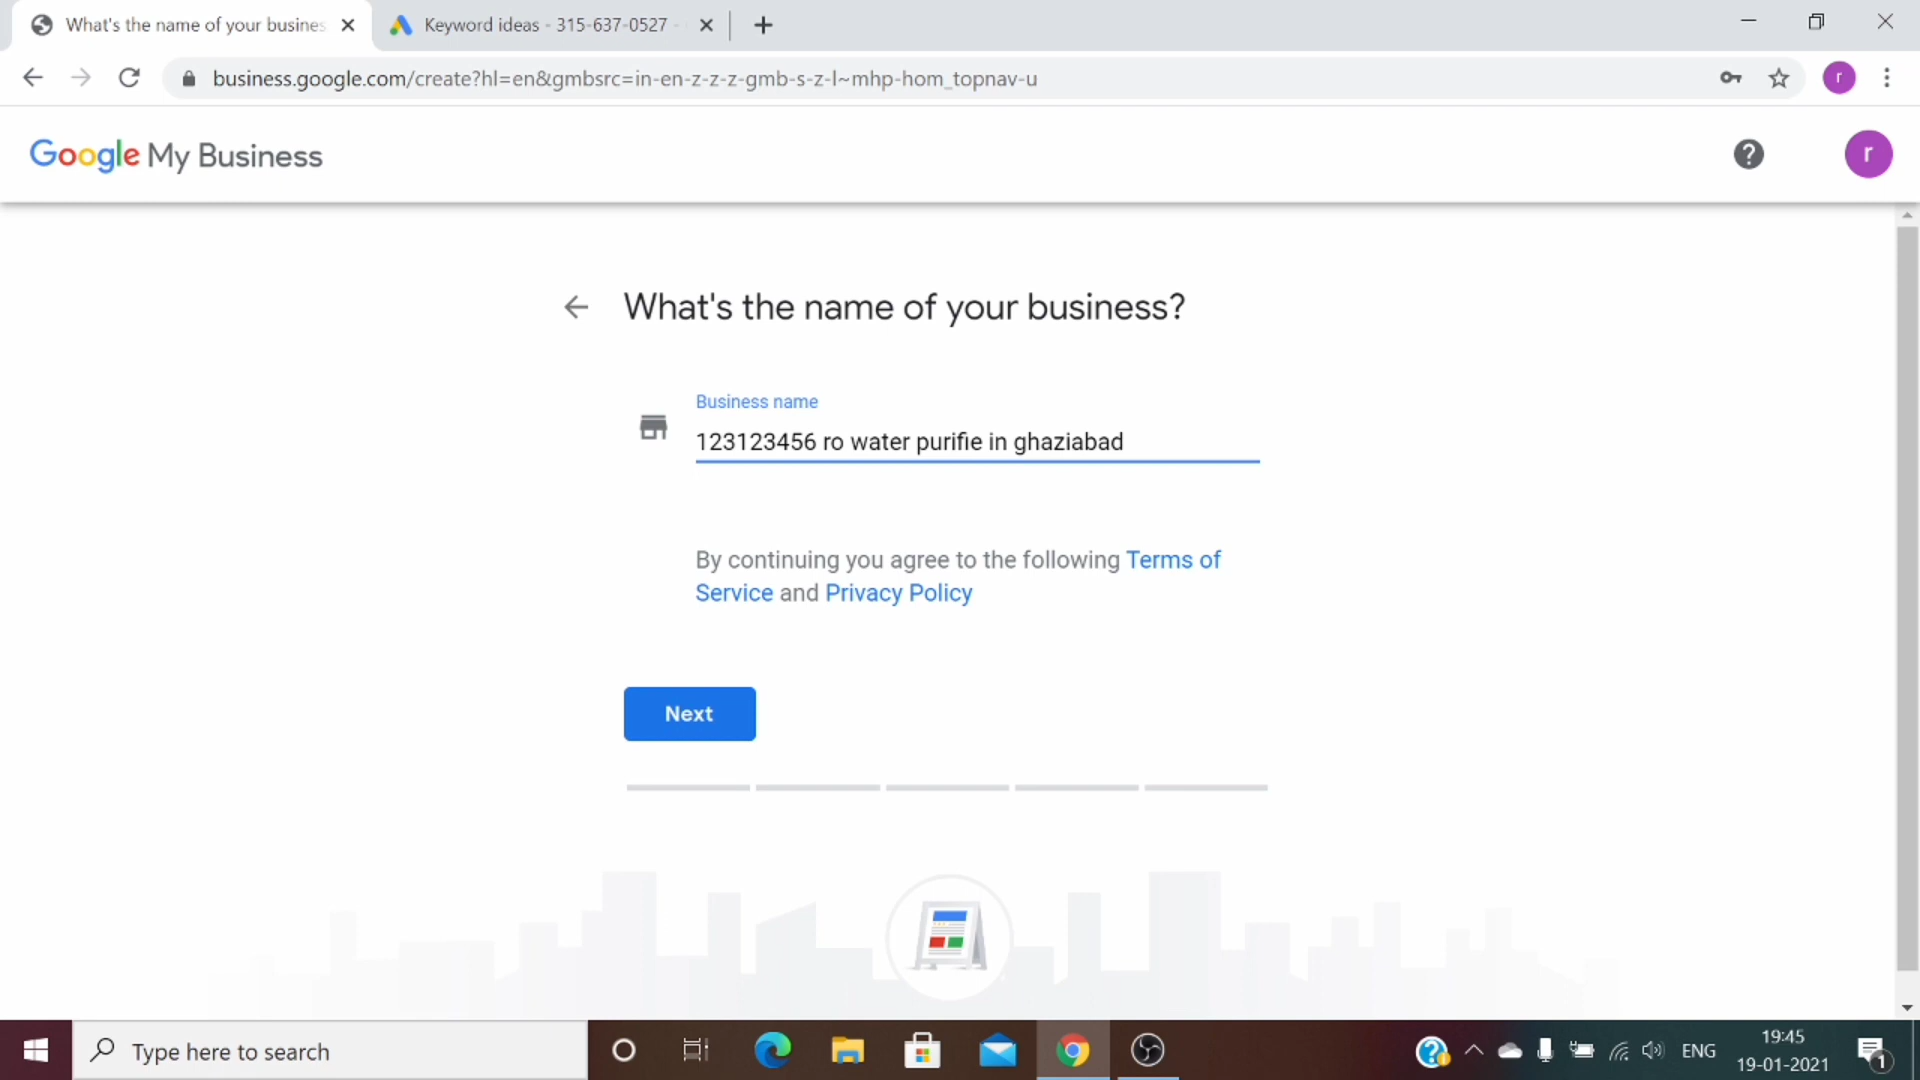 What's the name of your busines
Keyword ideas - 315-637-0527 -
business.google.com/create?hl=en&gmbsrc=in-en-z-z-z-gmb-s-z-l~mhp-hom_topnav-u
r
Google My Business
r
What's the name of your business?
Business name
123123456 ro water purifie in ghaziabad
By continuing you agree to the following Terms of
Service and Privacy Policy
Next
Type here to search
ENG
19:45
19-01-2021
1